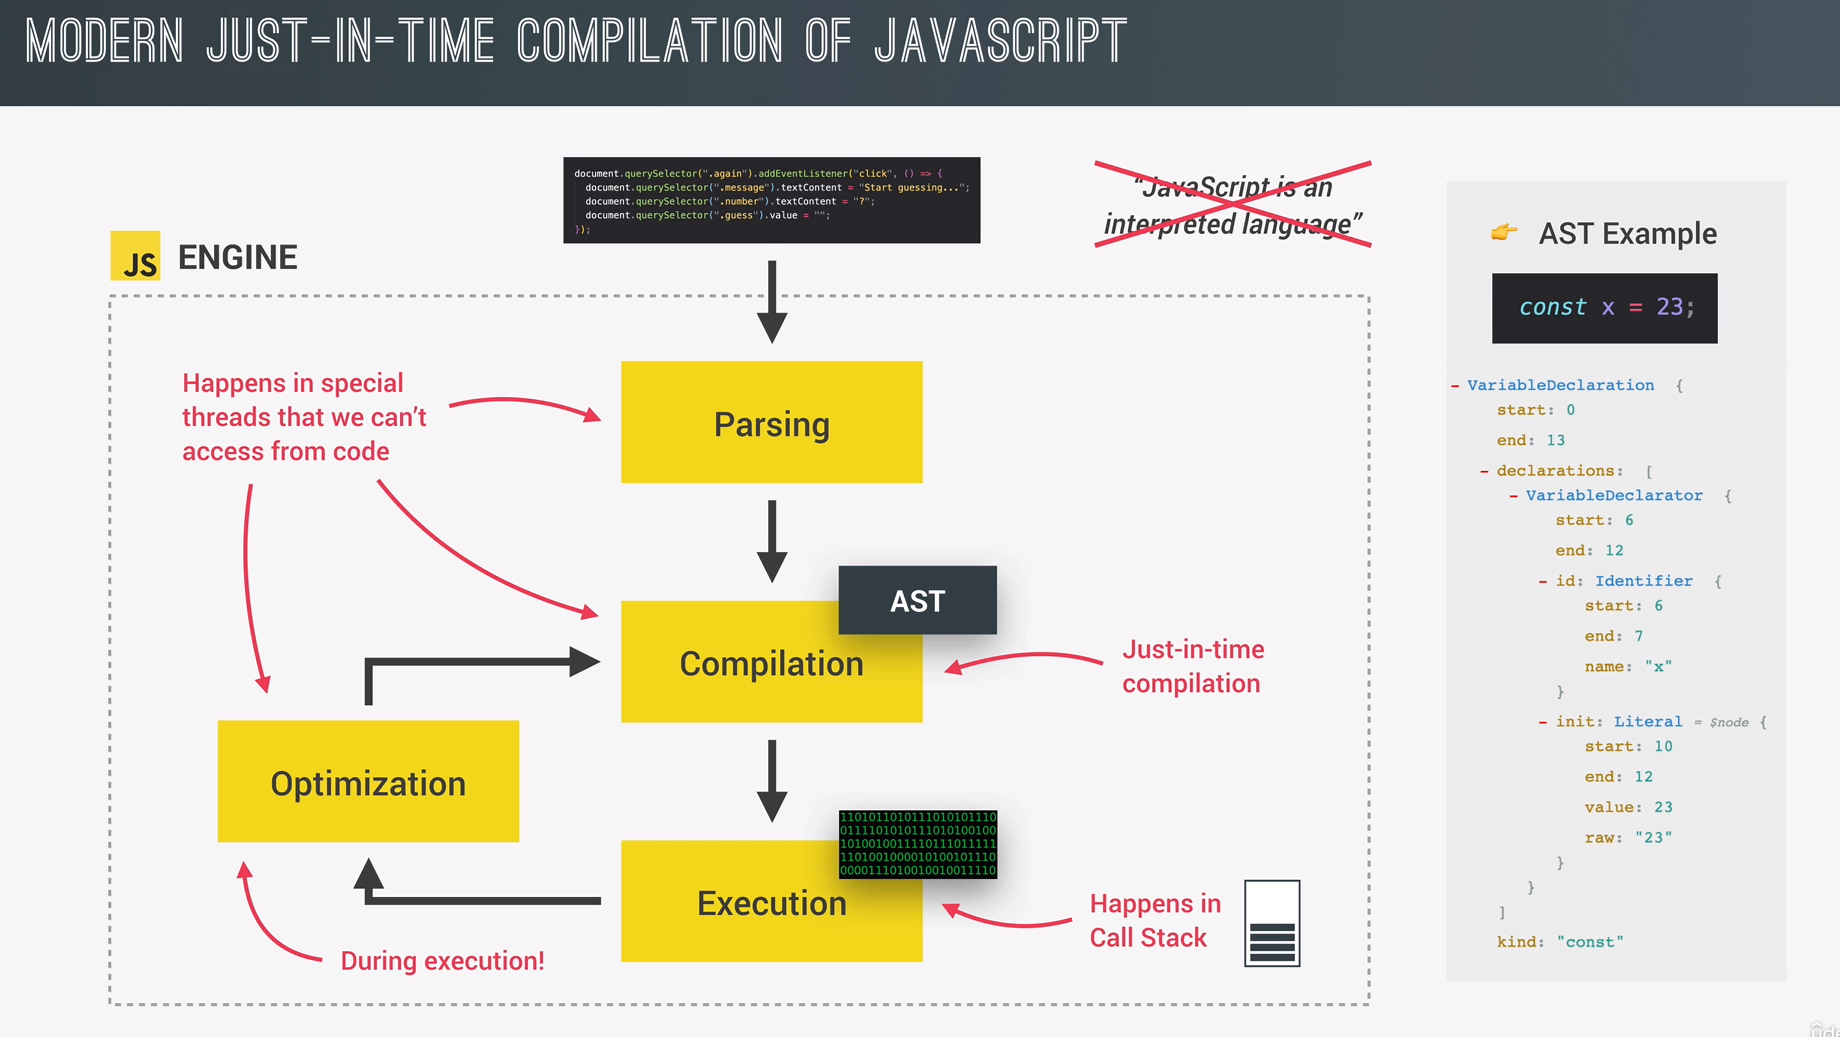 MODERN JUST-IN-TIME COMPILATION OF JAVASCRIPT
document.querySelector(".again").addEventListener("click", () => {
document.querySelector(".message").textContent = "Start guessing...";
document.querySelector(".number").textContent = "?";
document.querySelector(".guess").value = "";
});
“JavaScript is an
interpreted language”
JS ENGINE
Happens in special
threads that we can’t
access from code
Parsing
AST
Compilation
Just-in-time
compilation
Optimization
1101011010111010101110
0111101010111010100100
1010010011110111011111
1101001000010100101110
0000111010010010011110
Execution
Happens in
Call Stack
During execution!
👉 AST Example
const x = 23;
- VariableDeclaration {
start: 0
end: 13
- declarations: [
- VariableDeclarator {
start: 6
end: 12
- id: Identifier {
start: 6
end: 7
name: "x"
}
- init: Literal = $node {
start: 10
end: 12
value: 23
raw: "23"
}
}
]
kind: "const"